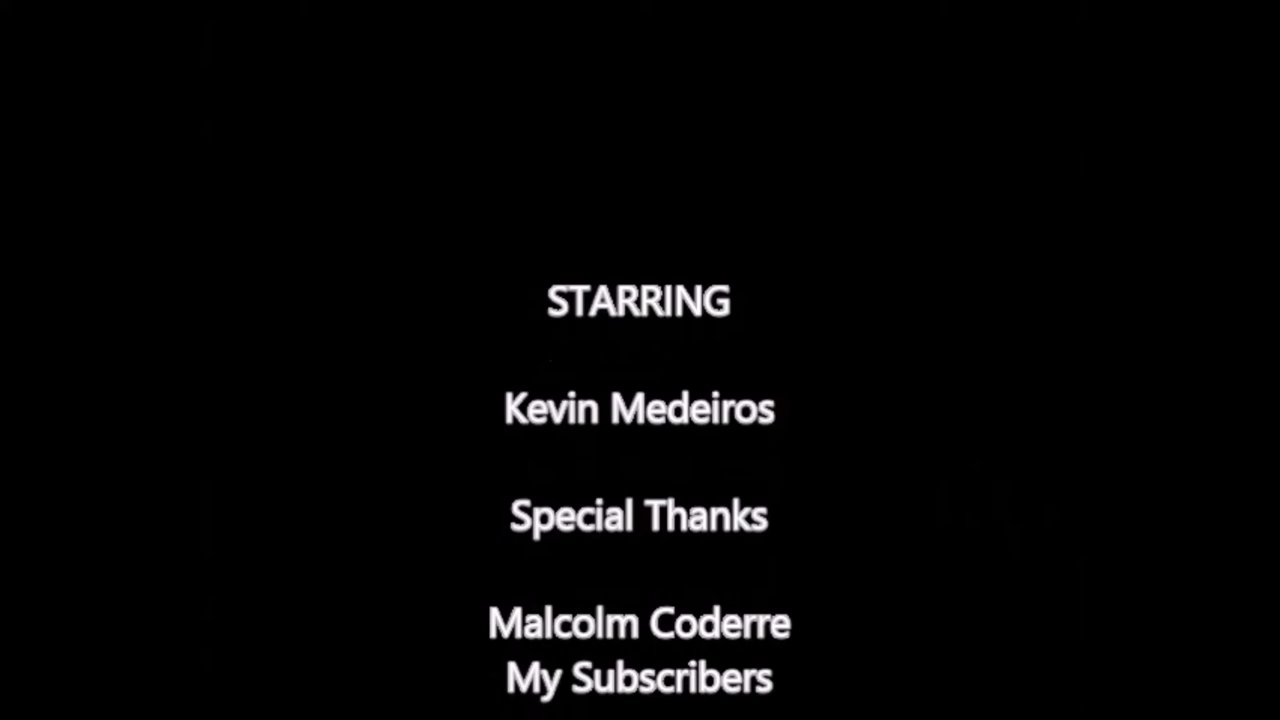 STARRING
Kevin Medeiros
Special Thanks
Malcolm Coderre
My Subscribers